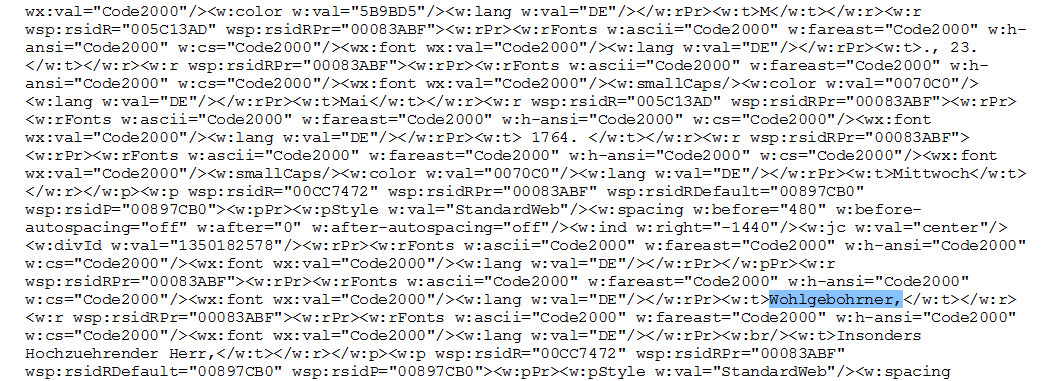 wx:val="Code2000"/><w:color w:val="5B9BD5"/><w:lang w:val="DE"/></w:rPr><w:t>M</w:t></w:r><w:r
wsp:rsidR="005C13AD" wsp:rsidRPr="00083ABF"><w:rPr><w:rFonts w:ascii="Code2000" w:fareast="Code2000" w:h-
ansi="Code2000" w:cs="Code2000"/><wx:font wx:val="Code2000"/><w:lang w:val="DE"/></w:rPr><w:t>., 23.
</w:t></w:r><w:r wsp:rsidRPr="00083ABF"><w:rPr><w:rFonts w:ascii="Code2000" w:fareast="Code2000" w:h-
ansi="Code2000" w:cs="Code2000"/><wx:font wx:val="Code2000"/><w:smallCaps/><w:color w:val="0070C0"/>
<w:lang w:val="DE"/></w:rPr><w:t>Mai</w:t></w:r><w:r wsp:rsidR="005C13AD" wsp:rsidRPr="00083ABF"><w:rPr>
<w:rFonts w:ascii="Code2000" w:fareast="Code2000" w:h-ansi="Code2000" w:cs="Code2000"/><wx:font
wx:val="Code2000"/><w:lang w:val="DE"/></w:rPr><w:t> 1764. </w:t></w:r><w:r wsp:rsidRPr="00083ABF">
<w:rPr><w:rFonts w:ascii="Code2000" w:fareast="Code2000" w:h-ansi="Code2000" w:cs="Code2000"/><wx:font
wx:val="Code2000"/><w:smallCaps/><w:color w:val="0070C0"/><w:lang w:val="DE"/></w:rPr><w:t>Mittwoch</w:t>
</w:r></w:p><w:p wsp:rsidR="00CC7472" wsp:rsidRPr="00083ABF" wsp:rsidRDefault="00897CB0"
wsp:rsidP="00897CB0"><w:pPr><w:pStyle w:val="StandardWeb"/><w:spacing w:before="480" w:before-
autospacing="off" w:after="0" w:after-autospacing="off"/><w:ind w:right="-1440"/><w:jc w:val="center"/>
<w:divId w:val="1350182578"/><w:rPr><w:rFonts w:ascii="Code2000" w:fareast="Code2000" w:h-ansi="Code2000"
w:cs="Code2000"/><wx:font wx:val="Code2000"/><w:lang w:val="DE"/></w:rPr></w:pPr><w:r
wsp:rsidRPr="00083ABF"><w:rPr><w:rFonts w:ascii="Code2000" w:fareast="Code2000" w:h-ansi="Code2000"
w:cs="Code2000"/><wx:font wx:val="Code2000"/><w:lang w:val="DE"/></w:rPr><w:t>Wohlgebohrner,</w:t></w:r>
<w:r wsp:rsidRPr="00083ABF"><w:rPr><w:rFonts w:ascii="Code2000" w:fareast="Code2000" w:h-ansi="Code2000"
w:cs="Code2000"/><wx:font wx:val="Code2000"/><w:lang w:val="DE"/></w:rPr><w:br/><w:t>Insonders
Hochzuehrender Herr,</w:t></w:r></w:p><w:p wsp:rsidR="00CC7472" wsp:rsidRPr="00083ABF"
wsp:rsidRDefault="00897CB0" wsp:rsidP="00897CB0"><w:pPr><w:pStyle w:val="StandardWeb"/><w:spacing